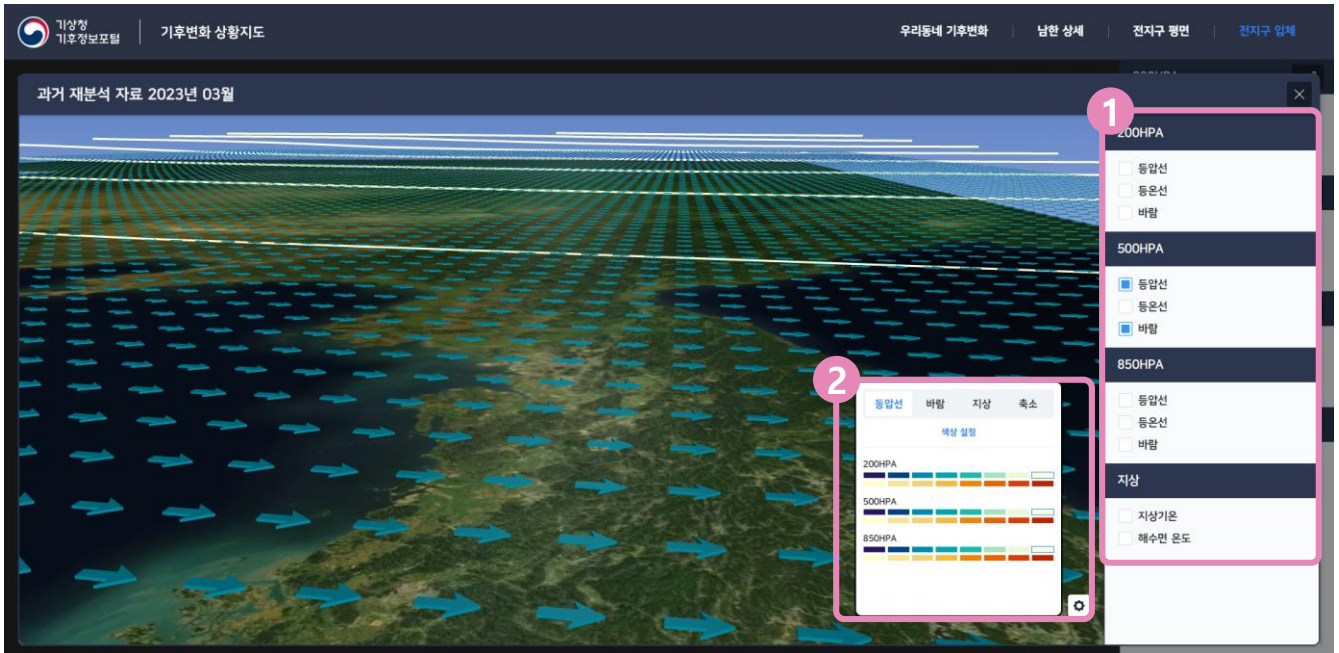 기상청
기후정보포털
기후변화 상황지도
우리동네 기후변화
남한 상세
전지구 평면
전지구 입체
과거 재분석 자료 2023년 03월
1
200HPA
등압선
등온선
바람
500HPA
등압선
등온선
바람
850HPA
등압선
등온선
바람
지상
지상기온
해수면 온도
2
등압선 바람 지상 축소
색상 설정
200HPA
500HPA
850HPA